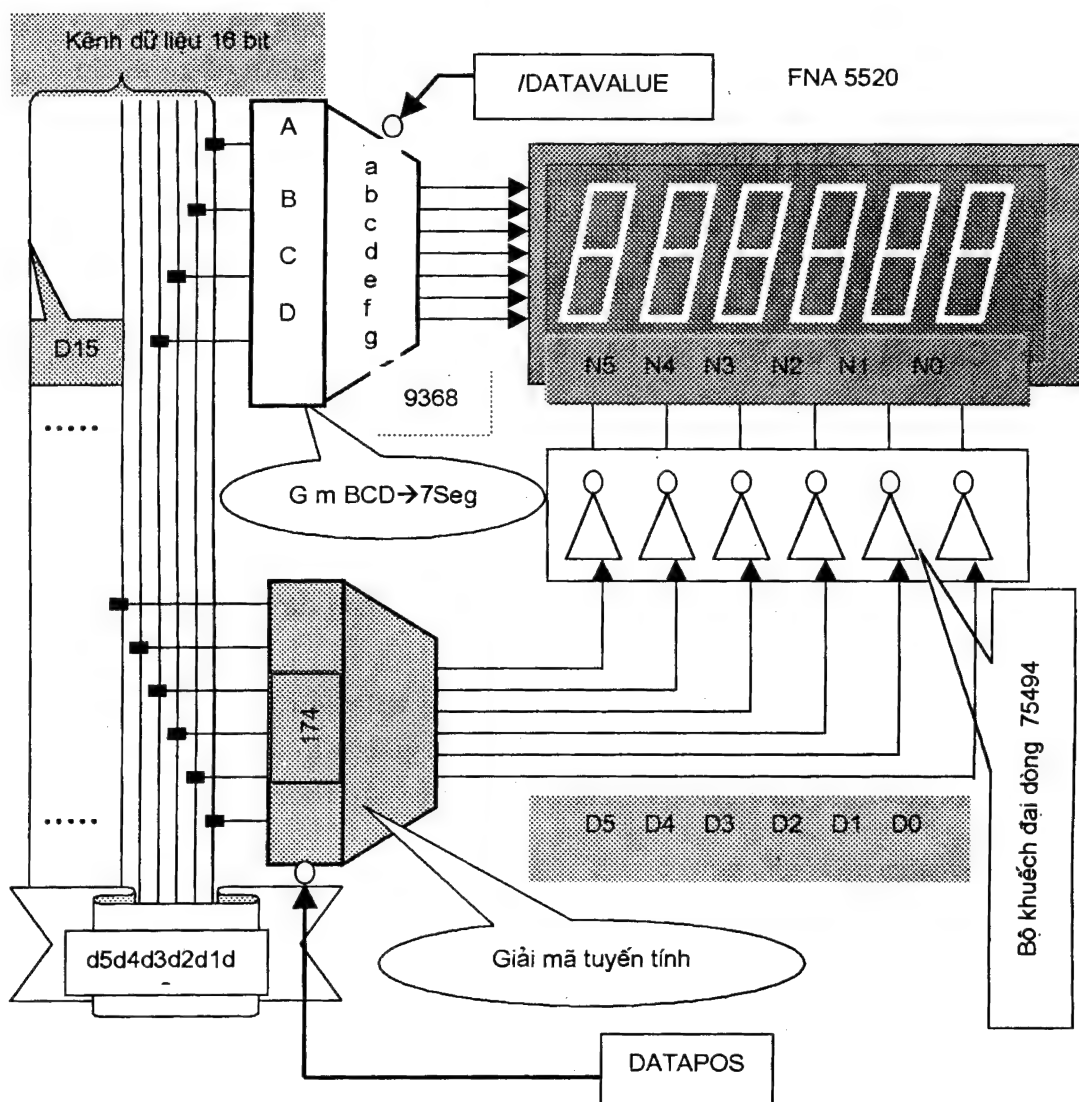 Kênh dữ liệu 16 bit
/DATAVALUE
FNA 5520
A
B
C
D
a
b
c
d
e
f
g
D15
.....
N5 N4 N3 N2 N1 N0
9368
G m BCD→7Seg
174
.....
D5 D4 D3 D2 D1 D0
Bộ khuếch đại dòng 75494
d5d4d3d2d1d
Giải mã tuyến tính
DATAPOS